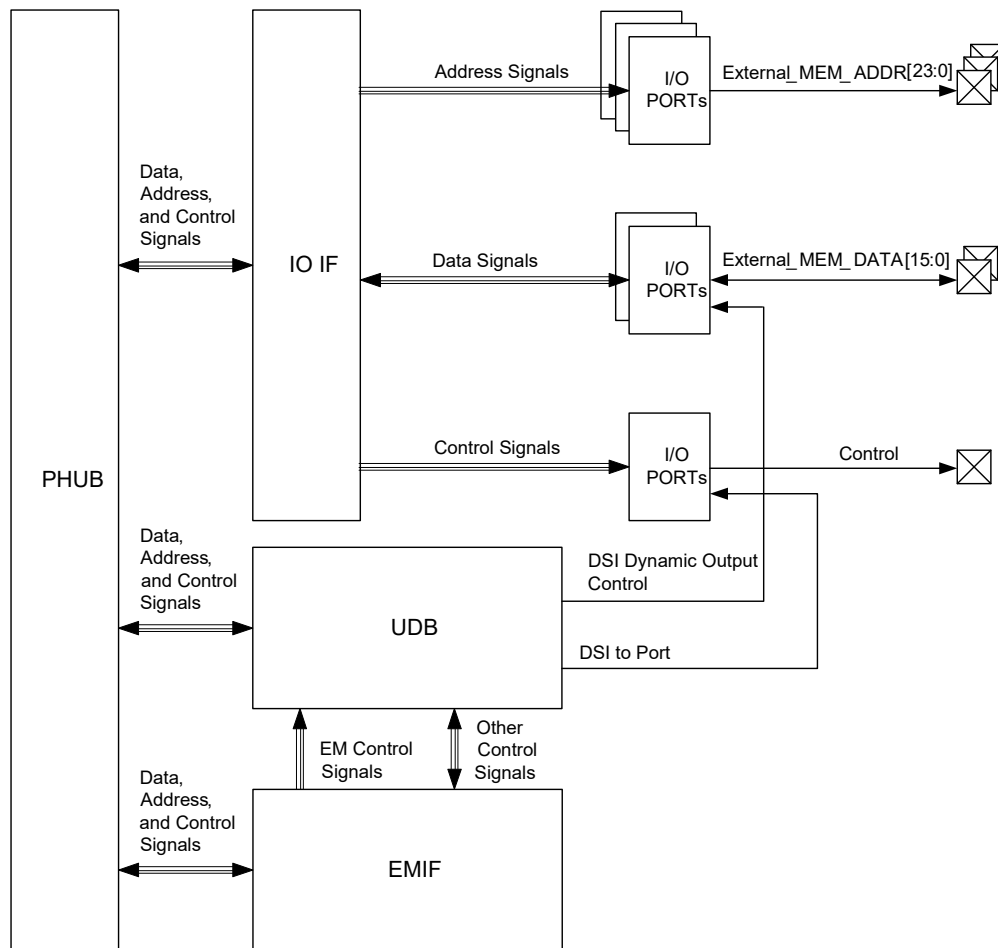 Address Signals
I/O
PORTs
External_MEM_ADDR[23:0]
Data,
Address,
and Control
Signals
IO IF
Data Signals
I/O
PORTs
External_MEM_DATA[15:0]
Control Signals
I/O
PORTs
Control
PHUB
Data,
Address,
and Control
Signals
UDB
DSI Dynamic Output
Control
DSI to Port
EM Control
Signals
Other
Control
Signals
Data,
Address,
and Control
Signals
EMIF